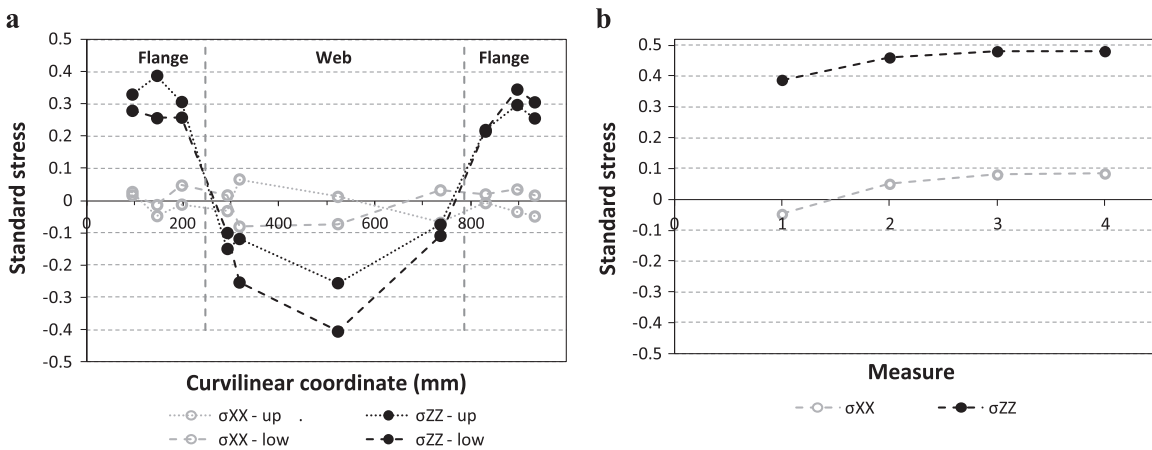 a
Flange Web Flange
0.5
0.4
0.3
0.2
0.1
0
-0.1
-0.2
-0.3
-0.4
-0.5
0 200 400 600 800
Standard stress
Curvilinear coordinate (mm)
σXX - up . σZZ - up
σXX - low σZZ - low
b
0.5
0.4
0.3
0.2
0.1
0
-0.1
-0.2
-0.3
-0.4
-0.5
0 1 2 3 4
Standard stress
Measure
σXX σZZ